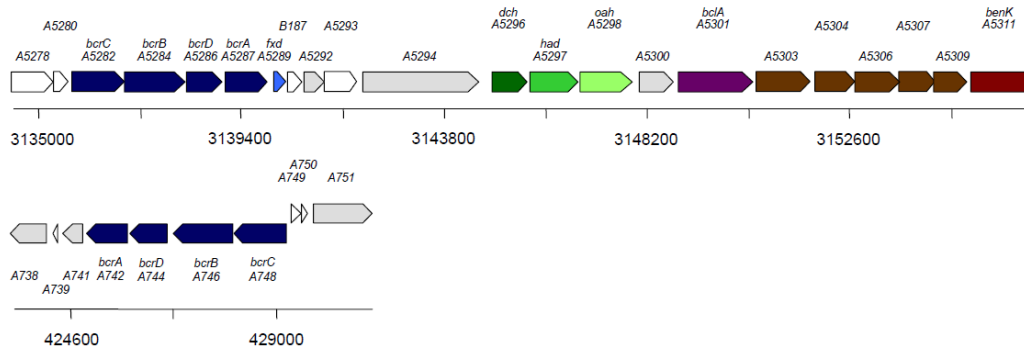 A5280 B187 A5293 dch oah bclA A5304 A5307 benK
A5296 A5298 A5301 A5311
bcrC bcrB bcrD bcrA fxd had
A5278 A5282 A5284 A5286 A5287 A5289 A5292 A5294 A5297 A5300 A5303 A5306 A5309
3135000 3139400 3143800 3148200 3152600
A750
A749 A751
bcrA bcrD bcrB bcrC
A738 A741 A742 A744 A746 A748
A739
424600 429000